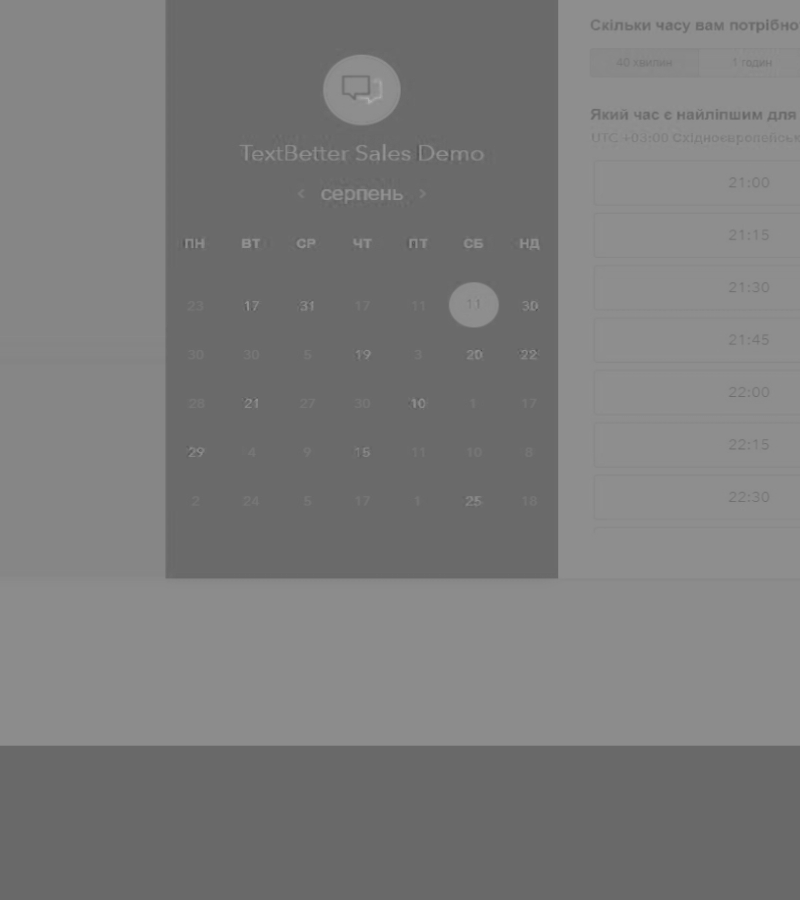 TextBetter Sales Demo
‹ серпень ›
ПН ВТ СР ЧТ ПТ СБ НД
23 17 31 17 11 11 30
30 30 5 19 3 20 22
28 21 27 30 10 1 17
29 4 9 15 11 10 8
2 24 5 17 1 25 18
Скільки часу вам потрібно
40 хвилин 1 годин
Який час є найліпшим для
UTC +03:00 Східноєвропейськ
21:00
21:15
21:30
21:45
22:00
22:15
22:30